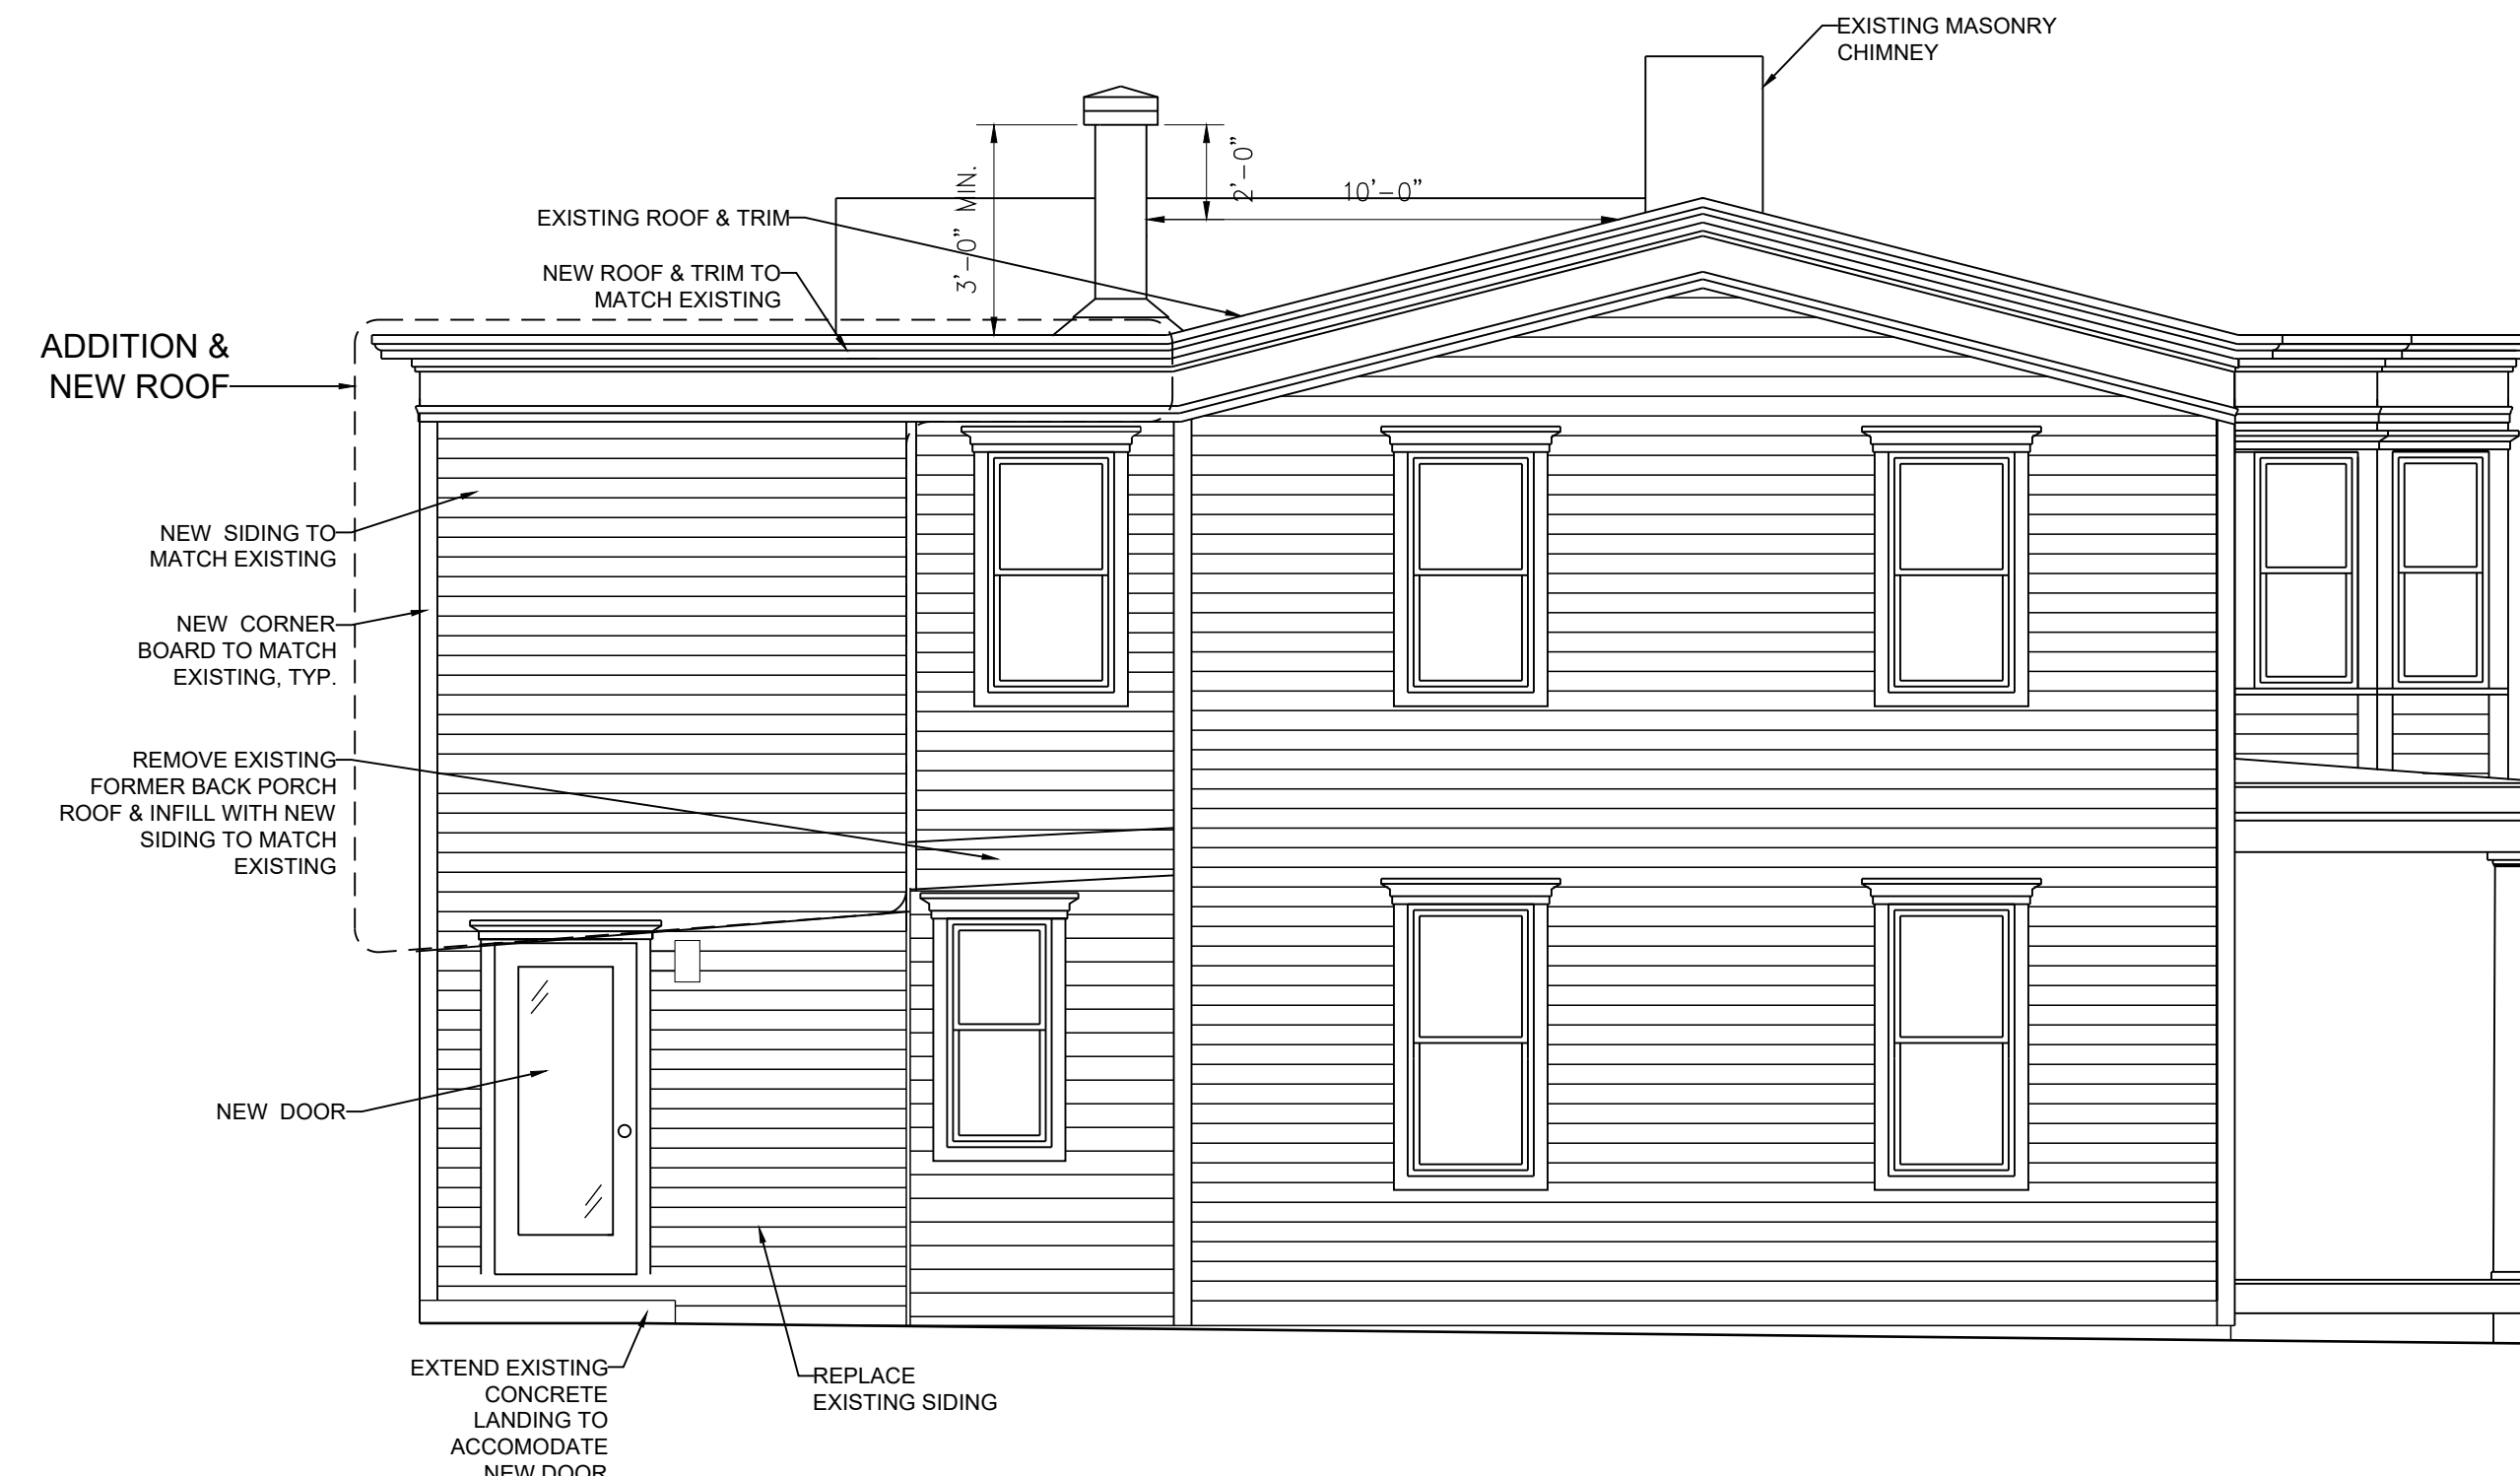 EXISTING MASONRY
CHIMNEY
3'-0" MIN.
2'-0"
10'-0"
EXISTING ROOF & TRIM
NEW ROOF & TRIM TO
MATCH EXISTING
ADDITION &
NEW ROOF
NEW SIDING TO
MATCH EXISTING
NEW CORNER
BOARD TO MATCH
EXISTING, TYP.
REMOVE EXISTING
FORMER BACK PORCH
ROOF & INFILL WITH NEW
SIDING TO MATCH
EXISTING
NEW DOOR
EXTEND EXISTING
CONCRETE
LANDING TO
ACCOMODATE
NEW DOOR
REPLACE
EXISTING SIDING